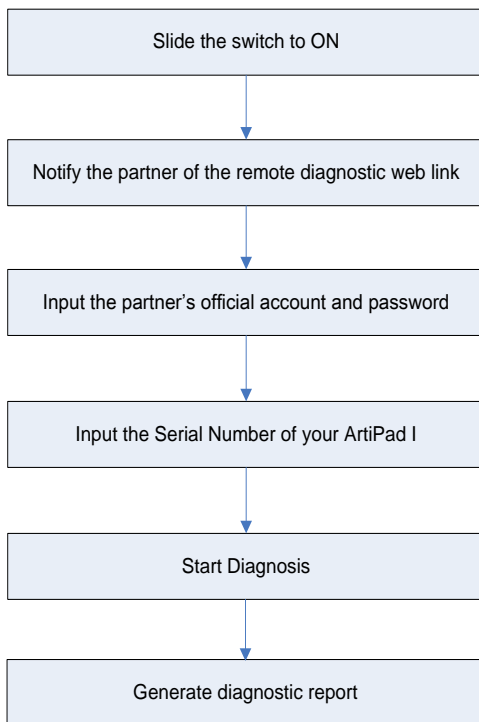 Slide the switch to ON
Notify the partner of the remote diagnostic web link
Input the partner’s official account and password
Input the Serial Number of your ArtiPad I
Start Diagnosis
Generate diagnostic report